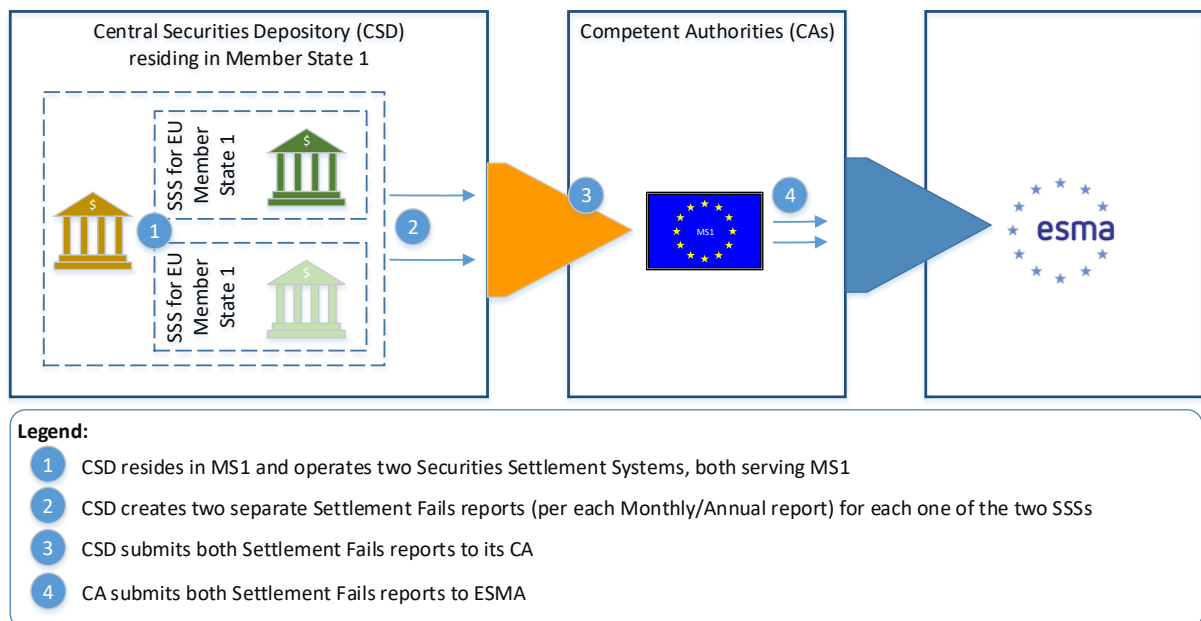 Central Securities Depository (CSD)
residing in Member State 1
Competent Authorities (CAs)
SSS for EU
Member
State 1
$
$
1
SSS for EU
Member
State 1
$
2
3
MS1
4
esma
Legend:
1 CSD resides in MS1 and operates two Securities Settlement Systems, both serving MS1
2 CSD creates two separate Settlement Fails reports (per each Monthly/Annual report) for each one of the two SSSs
3 CSD submits both Settlement Fails reports to its CA
4 CA submits both Settlement Fails reports to ESMA